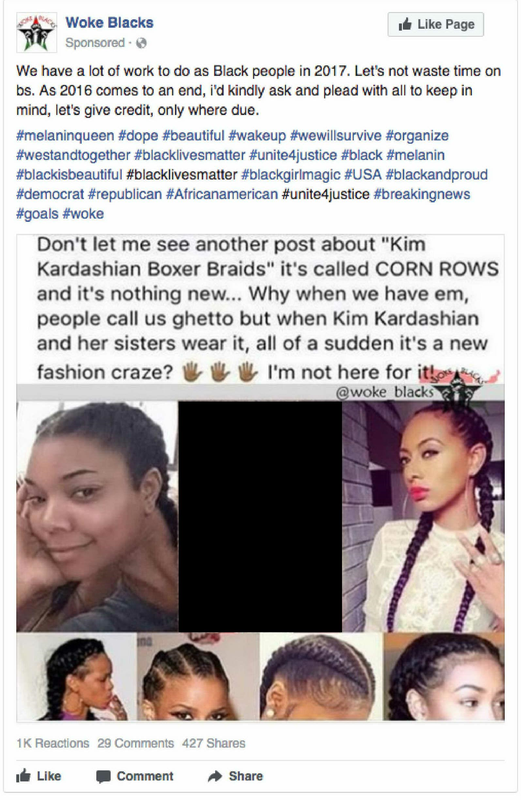 Woke Blacks
Like Page
Sponsored ·
We have a lot of work to do as Black people in 2017. Let's not waste time on
bs. As 2016 comes to an end, i'd kindly ask and plead with all to keep in
mind, let's give credit, only where due.
#melaninqueen #dope #beautiful #wakeup #wewillsurvive #organize
#westandtogether #blacklivesmatter #unite4justice #black #melanin
#blackisbeautiful #blacklivesmatter #blackgirlmagic #USA #blackandproud
#democrat #republican #Africanamerican #unite4justice #breakingnews
#goals #woke
Don't let me see another post about "Kim
Kardashian Boxer Braids" it's called CORN ROWS
and it's nothing new... Why when we have em,
people call us ghetto but when Kim Kardashian
and her sisters wear it, all of a sudden it's a new
fashion craze? 🖐🏾 🖐🏾 🖐🏾 I'm not here for it!
@woke_blacks
1K Reactions 29 Comments 427 Shares
Like Comment Share